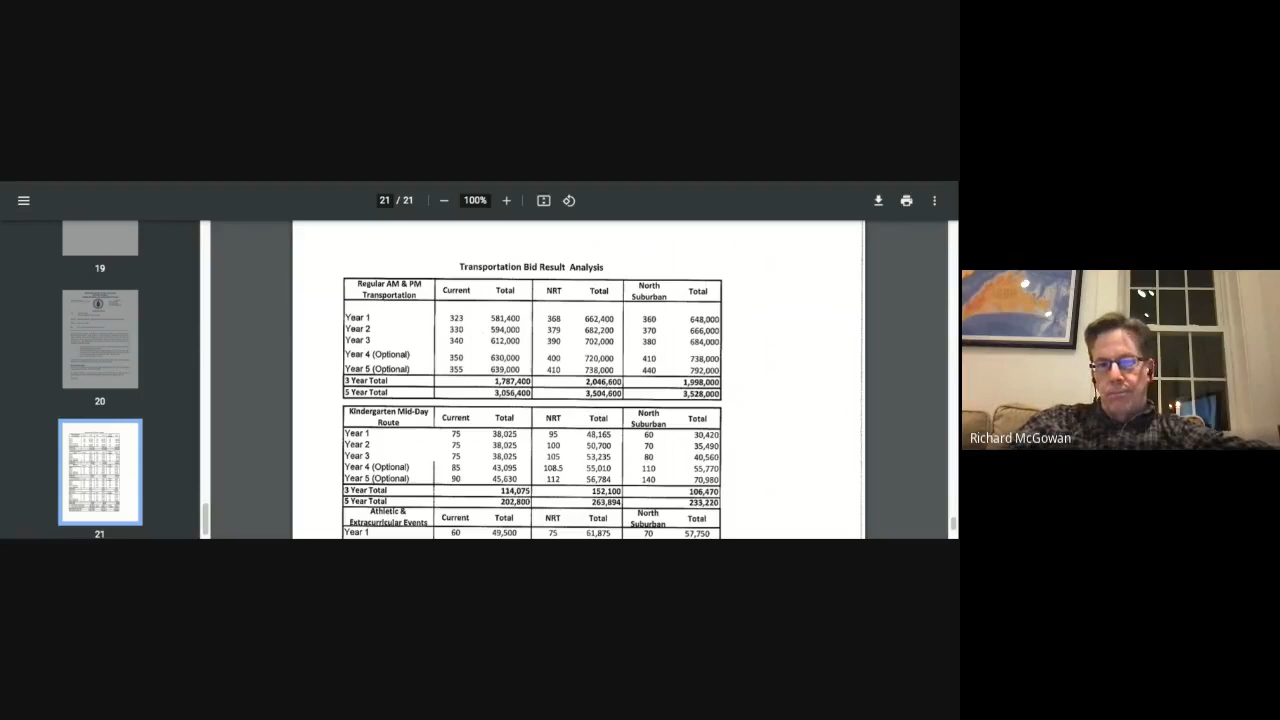 21 / 21 100%
19
20
21
Transportation Bid Result Analysis
Regular AM & PM Transportation Current Total NRT Total North Suburban Total
Year 1 323 581,400 368 662,400 360 648,000
Year 2 330 594,000 379 682,200 370 666,000
Year 3 340 612,000 390 702,000 380 684,000
Year 4 (Optional) 350 630,000 400 720,000 410 738,000
Year 5 (Optional) 355 639,000 410 738,000 440 792,000
3 Year Total 1,787,400 2,046,600 1,998,000
5 Year Total 3,056,400 3,504,600 3,528,000
Kindergarten Mid-Day Route Current Total NRT Total North Suburban Total
Year 1 75 38,025 95 48,165 60 30,420
Year 2 75 38,025 100 50,700 70 35,490
Year 3 75 38,025 105 53,235 80 40,560
Year 4 (Optional) 85 43,095 108.5 55,010 110 55,770
Year 5 (Optional) 90 45,630 112 56,784 140 70,980
3 Year Total 114,075 152,100 106,470
5 Year Total 202,800 263,894 233,220
Athletic & Extracurricular Events Current Total NRT Total North Suburban Total
Year 1 60 49,500 75 61,875 70 57,750
Richard McGowan